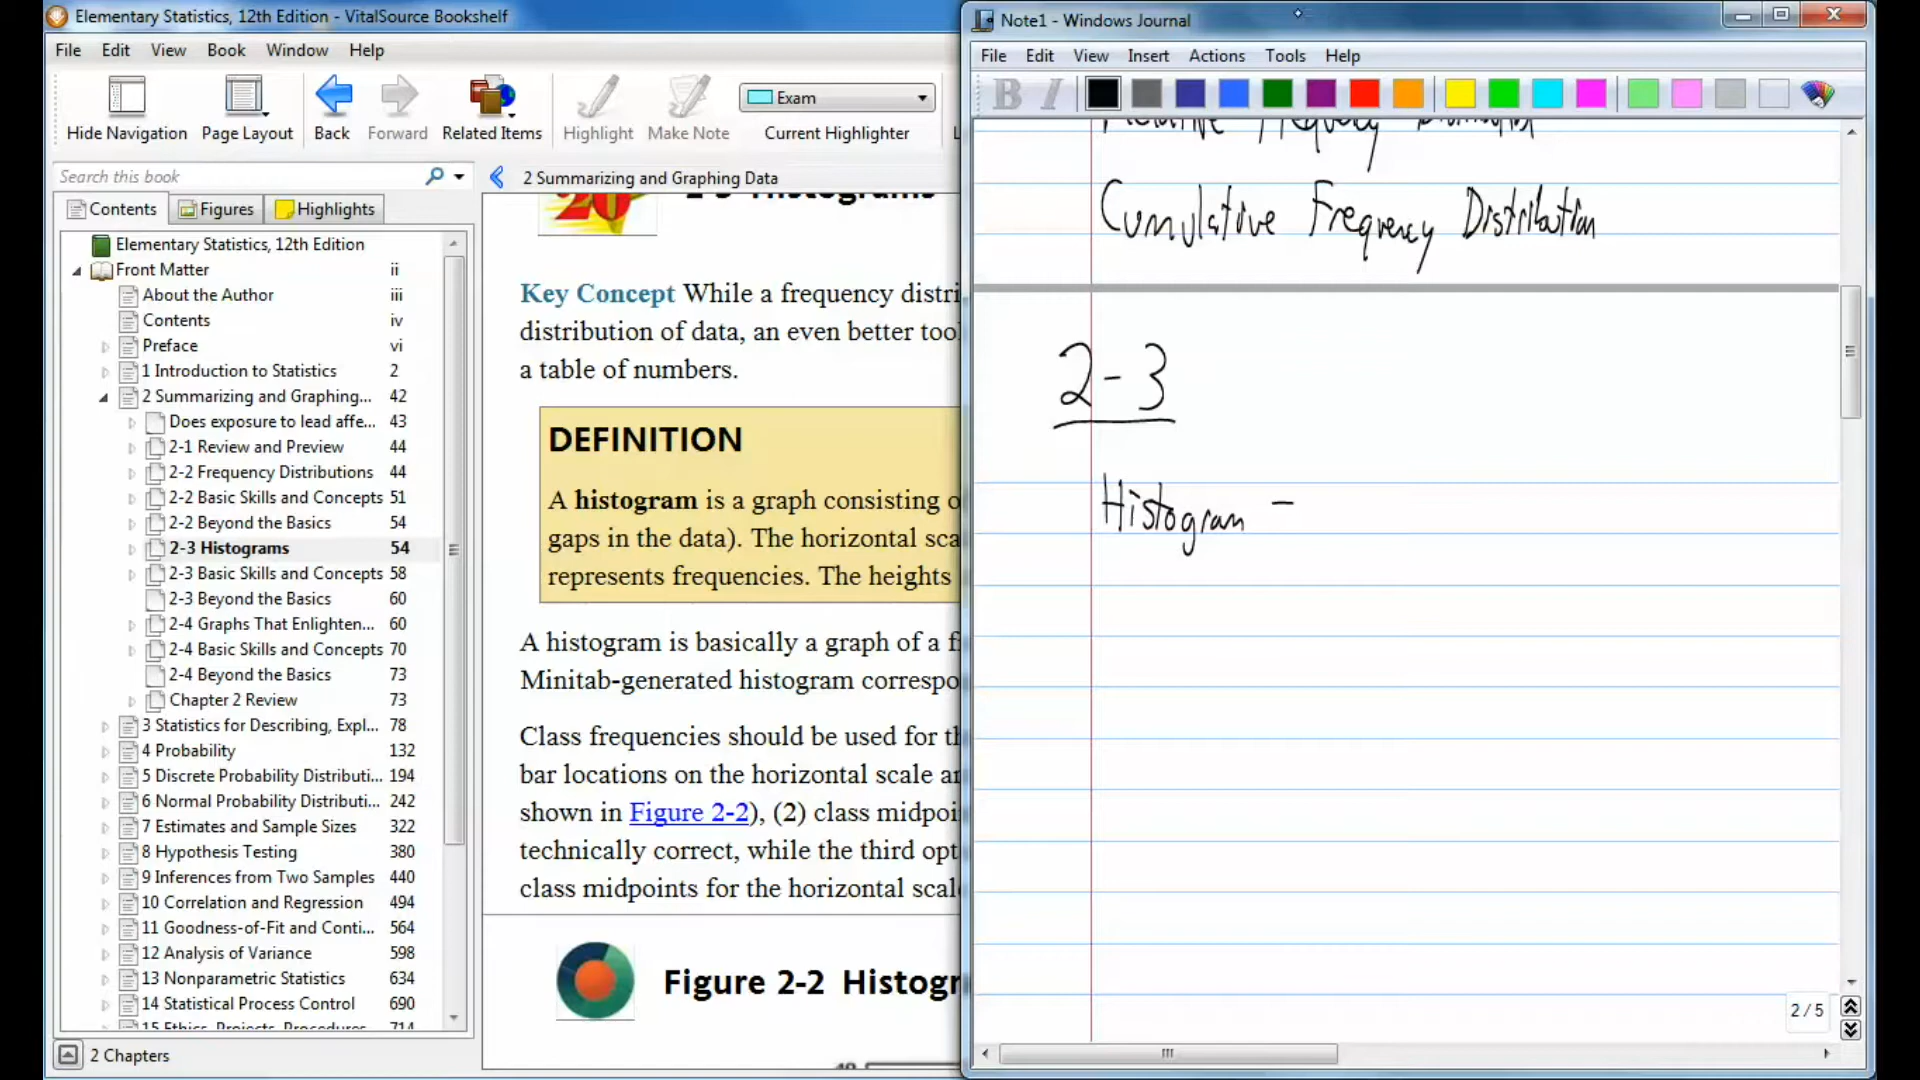 Elementary Statistics, 12th Edition - VitalSource Bookshelf
File Edit View Book Window Help
Hide Navigation Page Layout Back Forward Related Items Highlight Make Note Exam Current Highlighter
Search this book
Contents Figures Highlights
Elementary Statistics, 12th Edition
Front Matter ii
About the Author iii
Contents iv
Preface vi
1 Introduction to Statistics 2
2 Summarizing and Graphing... 42
Does exposure to lead affe... 43
2-1 Review and Preview 44
2-2 Frequency Distributions 44
2-2 Basic Skills and Concepts 51
2-2 Beyond the Basics 54
2-3 Histograms 54
2-3 Basic Skills and Concepts 58
2-3 Beyond the Basics 60
2-4 Graphs That Enlighten... 60
2-4 Basic Skills and Concepts 70
2-4 Beyond the Basics 73
Chapter 2 Review 73
3 Statistics for Describing, Expl... 78
4 Probability 132
5 Discrete Probability Distributi... 194
6 Normal Probability Distributi... 242
7 Estimates and Sample Sizes 322
8 Hypothesis Testing 380
9 Inferences from Two Samples 440
10 Correlation and Regression 494
11 Goodness-of-Fit and Conti... 564
12 Analysis of Variance 598
13 Nonparametric Statistics 634
14 Statistical Process Control 690
15 Ethics, Projects, Procedures 714
2 Chapters
2 Summarizing and Graphing Data
2-3 Histograms
Key Concept While a frequency distri
distribution of data, an even better too
a table of numbers.
DEFINITION
A histogram is a graph consisting o
gaps in the data). The horizontal sca
represents frequencies. The heights
A histogram is basically a graph of a f
Minitab-generated histogram correspo
Class frequencies should be used for th
bar locations on the horizontal scale ar
shown in Figure 2-2), (2) class midpoi
technically correct, while the third opt
class midpoints for the horizontal scal
Figure 2-2 Histogr
Note1 - Windows Journal
File Edit View Insert Actions Tools Help
B I
Relative Frequency Distribution
Cumulative Frequency Distribution
2-3
Histogram -
2 / 5